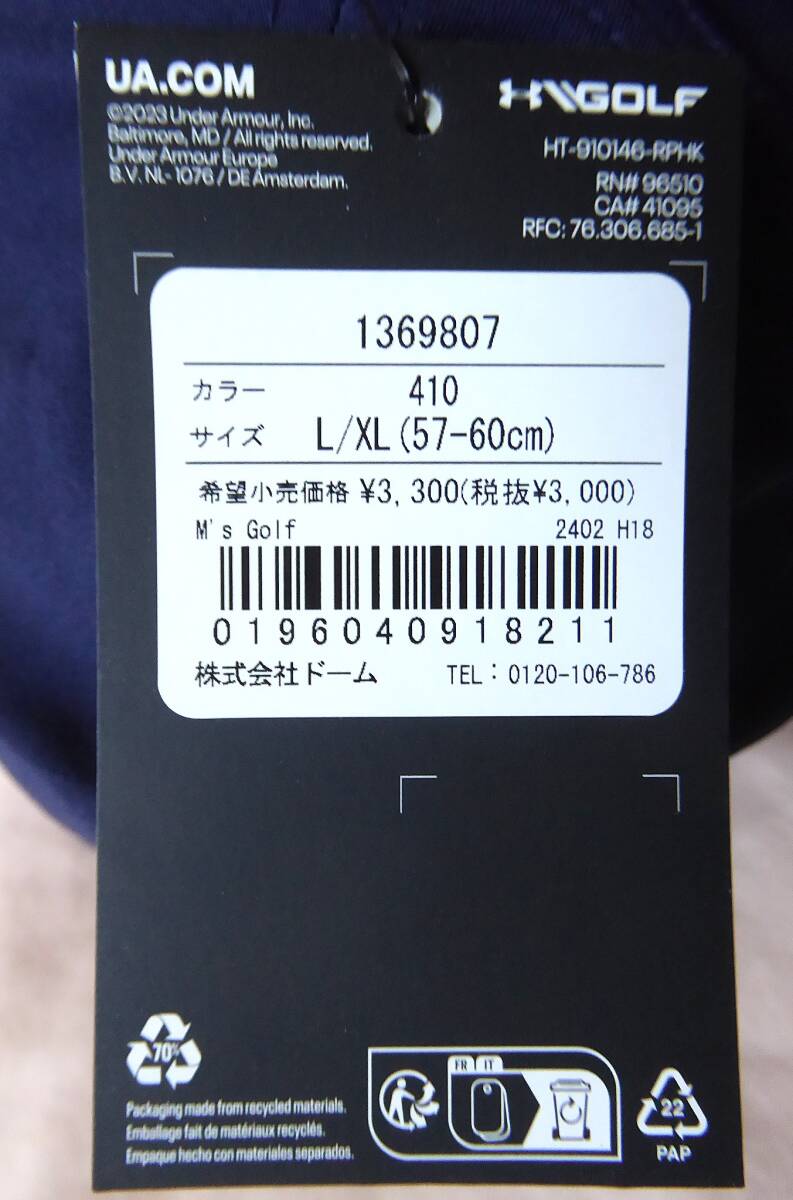 UA.COM
©2023 Under Armour, Inc.
Baltimore, MD / All rights reserved.
Under Armour Europe
B.V. NL- 1076 / DE Amsterdam.
GOLF
HT-910146-RPHK
RN# 96510
CA# 41095
RFC: 76.306.685-1
1369807
カラー 410
サイズ L/XL(57-60cm)
希望小売価格 ¥3,300(税抜¥3,000)
M's Golf 2402 H18
0196040918211
株式会社ドーム TEL:0120-106-786
70%
Packaging made from recycled materials.
Emballage fait de matériaux recyclés.
Empaque hecho con materiales separados.
FR IT
22
PAP